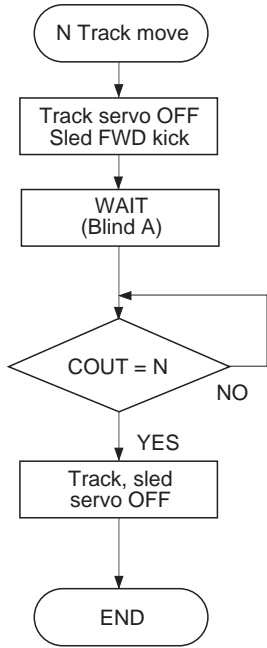 N Track move
Track servo OFF
Sled FWD kick
WAIT
(Blind A)
COUT = N
NO
YES
Track, sled
servo OFF
END